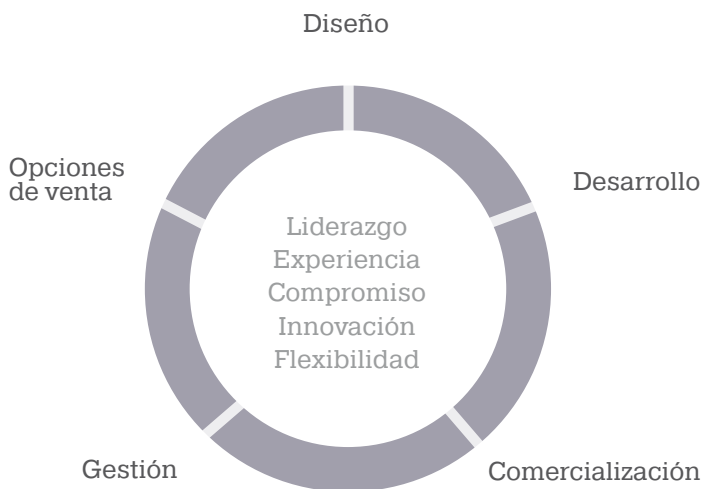 Diseño
Opciones
de venta
Desarrollo
Liderazgo
Experiencia
Compromiso
Innovación
Flexibilidad
Gestión
Comercialización